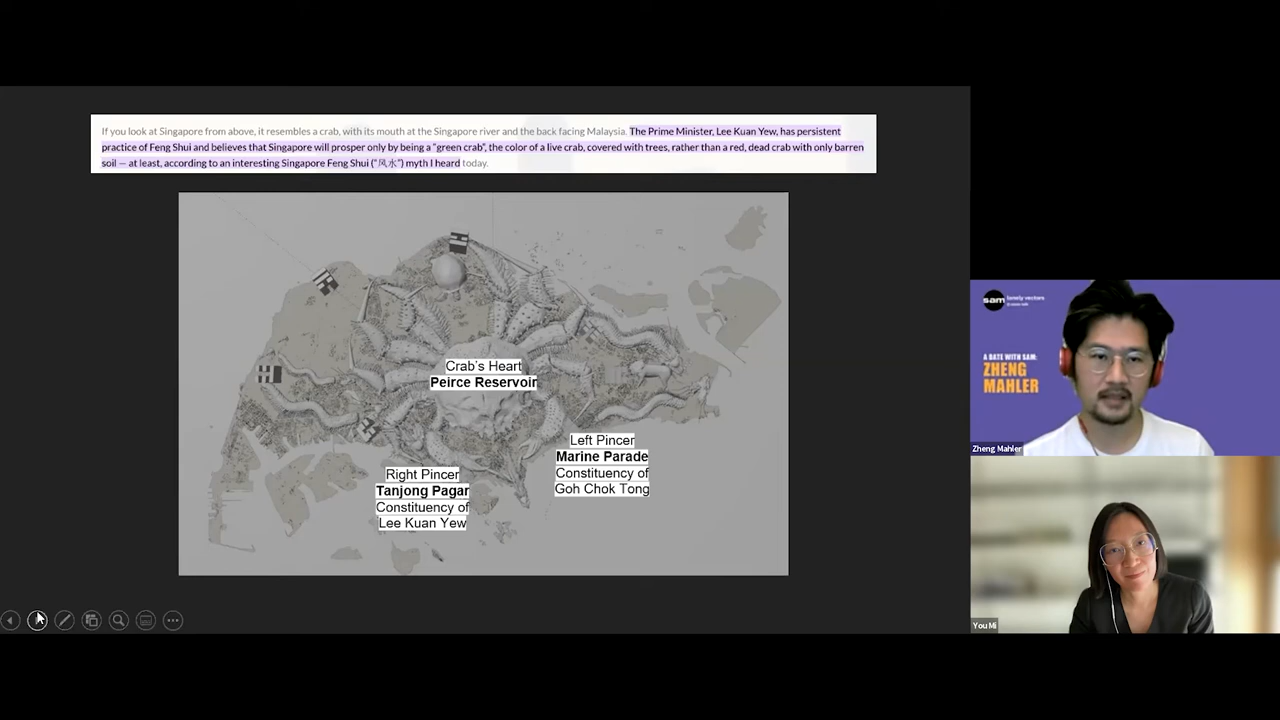 If you look at Singapore from above, it resembles a crab, with its mouth at the Singapore river and the back facing Malaysia. The Prime Minister, Lee Kuan Yew, has persistent
practice of Feng Shui and believes that Singapore will prosper only by being a "green crab", the color of a live crab, covered with trees, rather than a red, dead crab with only barren
soil — at least, according to an interesting Singapore Feng Shui ("风水") myth I heard today.
Crab's Heart
Peirce Reservoir
Left Pincer
Marine Parade
Constituency of
Goh Chok Tong
Right Pincer
Tanjong Pagar
Constituency of
Lee Kuan Yew
sam lonely vectors
A DATE WITH SAM:
ZHENG
MAHLER
Zheng Mahler
You Mi